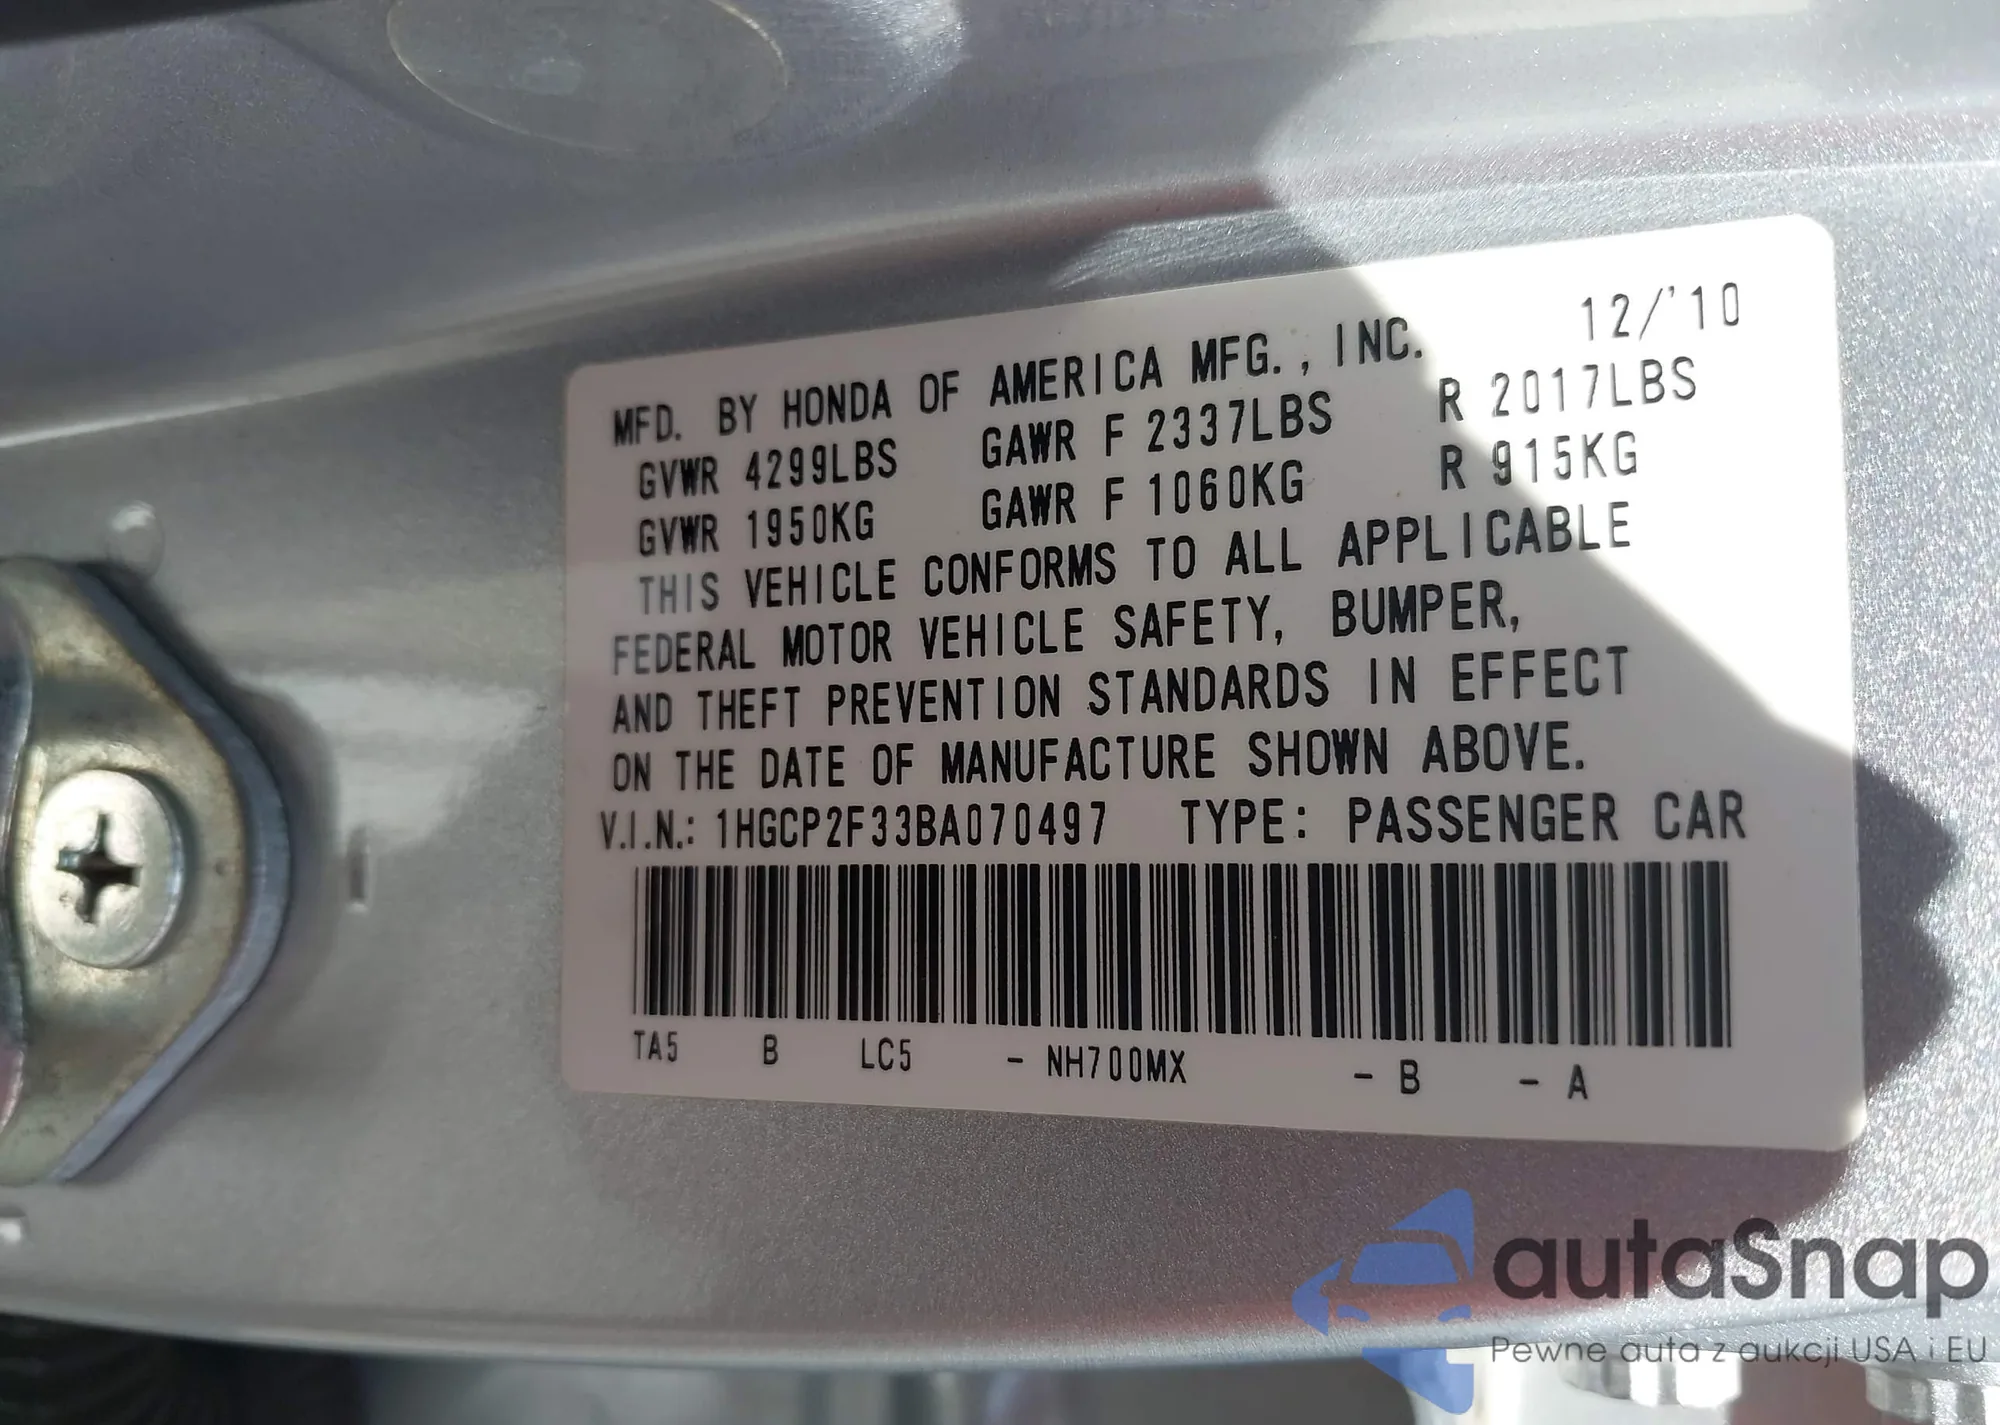 12/'10
MFD. BY HONDA OF AMERICA MFG., INC.
GVWR 4299LBS GAWR F 2337LBS R 2017LBS
GVWR 1950KG GAWR F 1060KG R 915KG
THIS VEHICLE CONFORMS TO ALL APPLICABLE
FEDERAL MOTOR VEHICLE SAFETY, BUMPER,
AND THEFT PREVENTION STANDARDS IN EFFECT
ON THE DATE OF MANUFACTURE SHOWN ABOVE.
V.I.N.: 1HGCP2F33BA070497 TYPE: PASSENGER CAR
TA5 B LC5 - NH700MX - B - A
autaSnap
Pewne auta z aukcji USA i EU